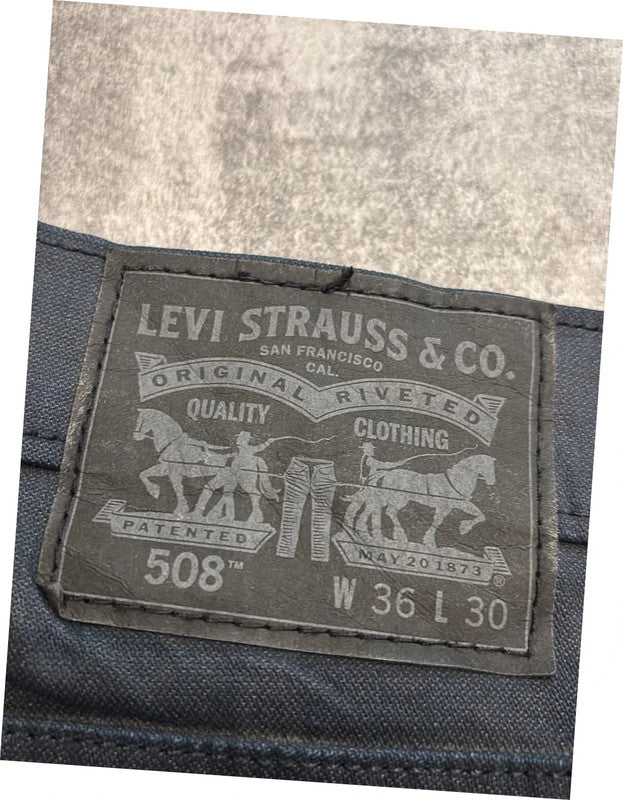 LEVI STRAUSS & CO.
SAN FRANCISCO
CAL.
ORIGINAL RIVETED
QUALITY CLOTHING
PATENTED MAY 20 1873 ®
508™
W 36 L 30